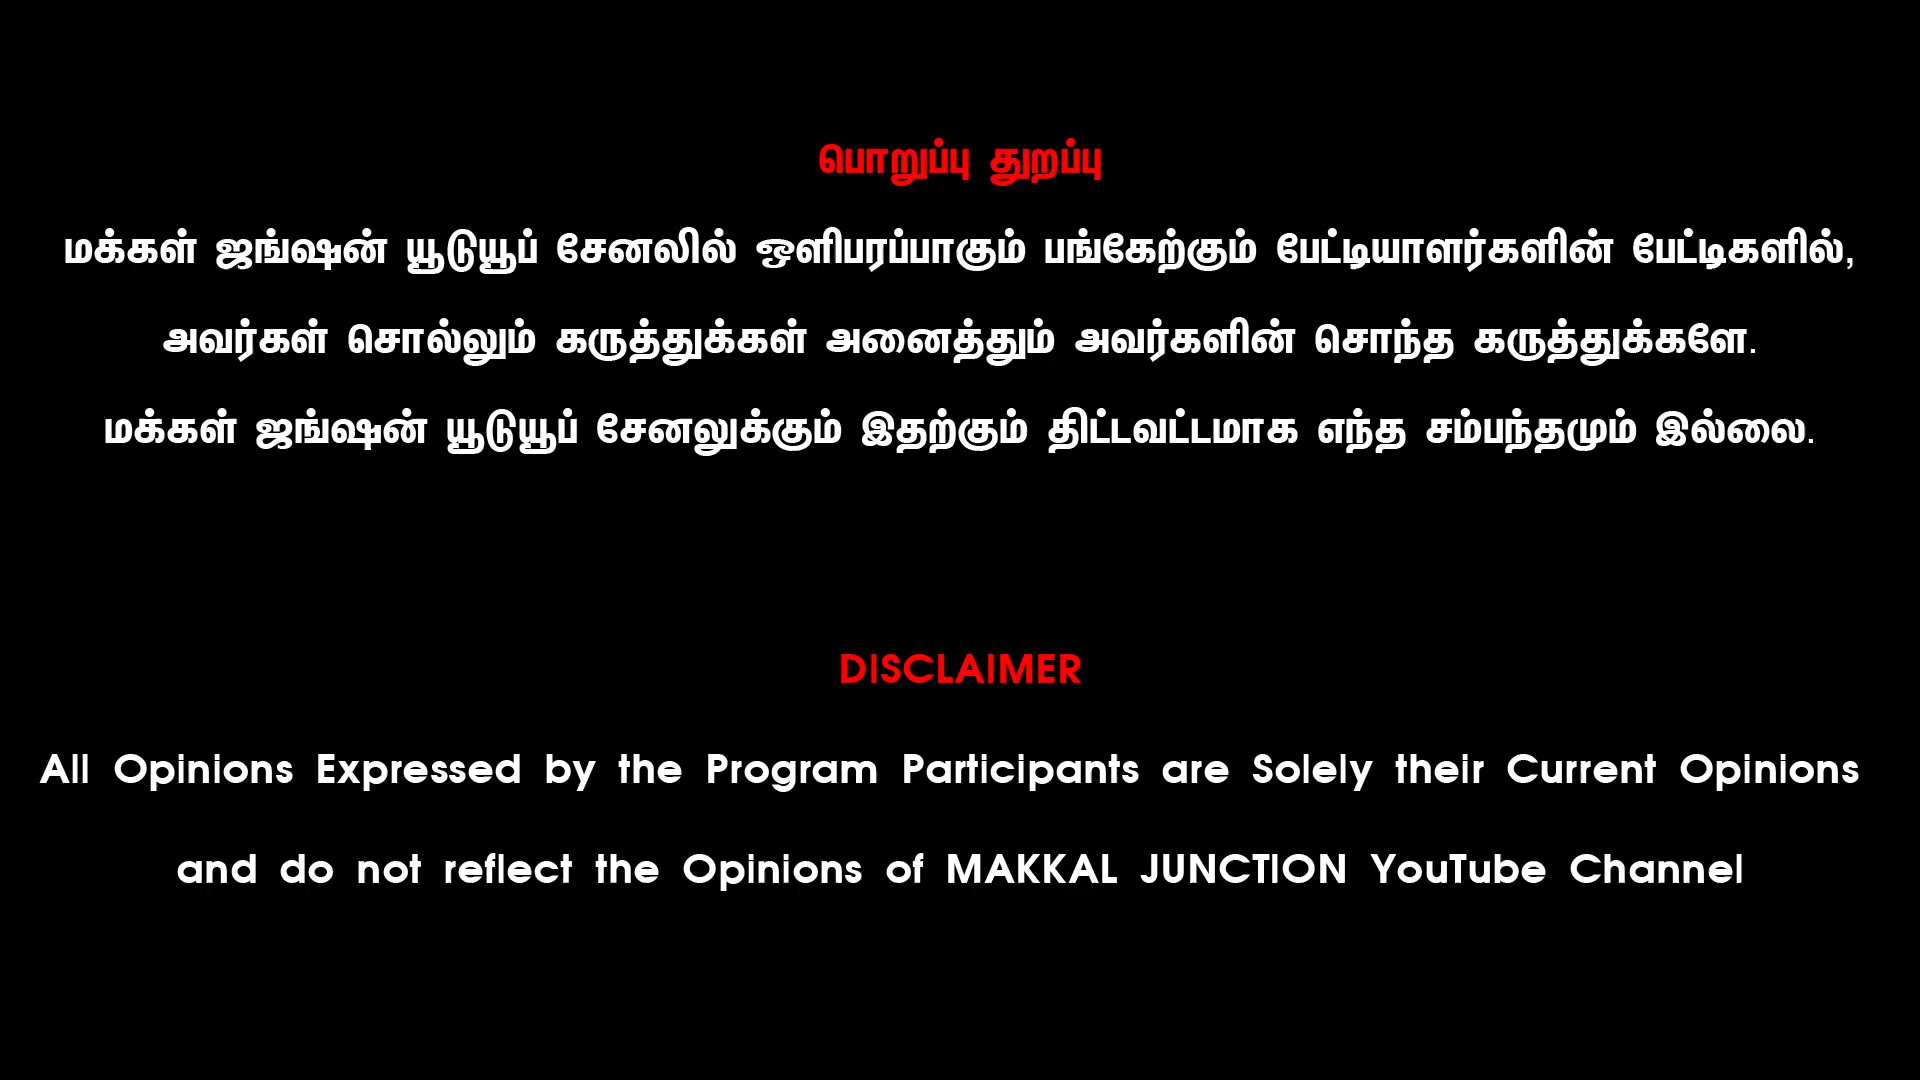 பொறுப்பு துறப்பு
மக்கள் ஜங்ஷன் யூடுயூப் சேனலில் ஒளிபரப்பாகும் பங்கேற்கும் பேட்டியாளர்களின் பேட்டிகளில்,
அவர்கள் சொல்லும் கருத்துக்கள் அனைத்தும் அவர்களின் சொந்த கருத்துக்களே.
மக்கள் ஜங்ஷன் யூடுயூப் சேனலுக்கும் இதற்கும் திட்டவட்டமாக எந்த சம்பந்தமும் இல்லை.
DISCLAIMER
All Opinions Expressed by the Program Participants are Solely their Current Opinions
and do not reflect the Opinions of MAKKAL JUNCTION YouTube Channel